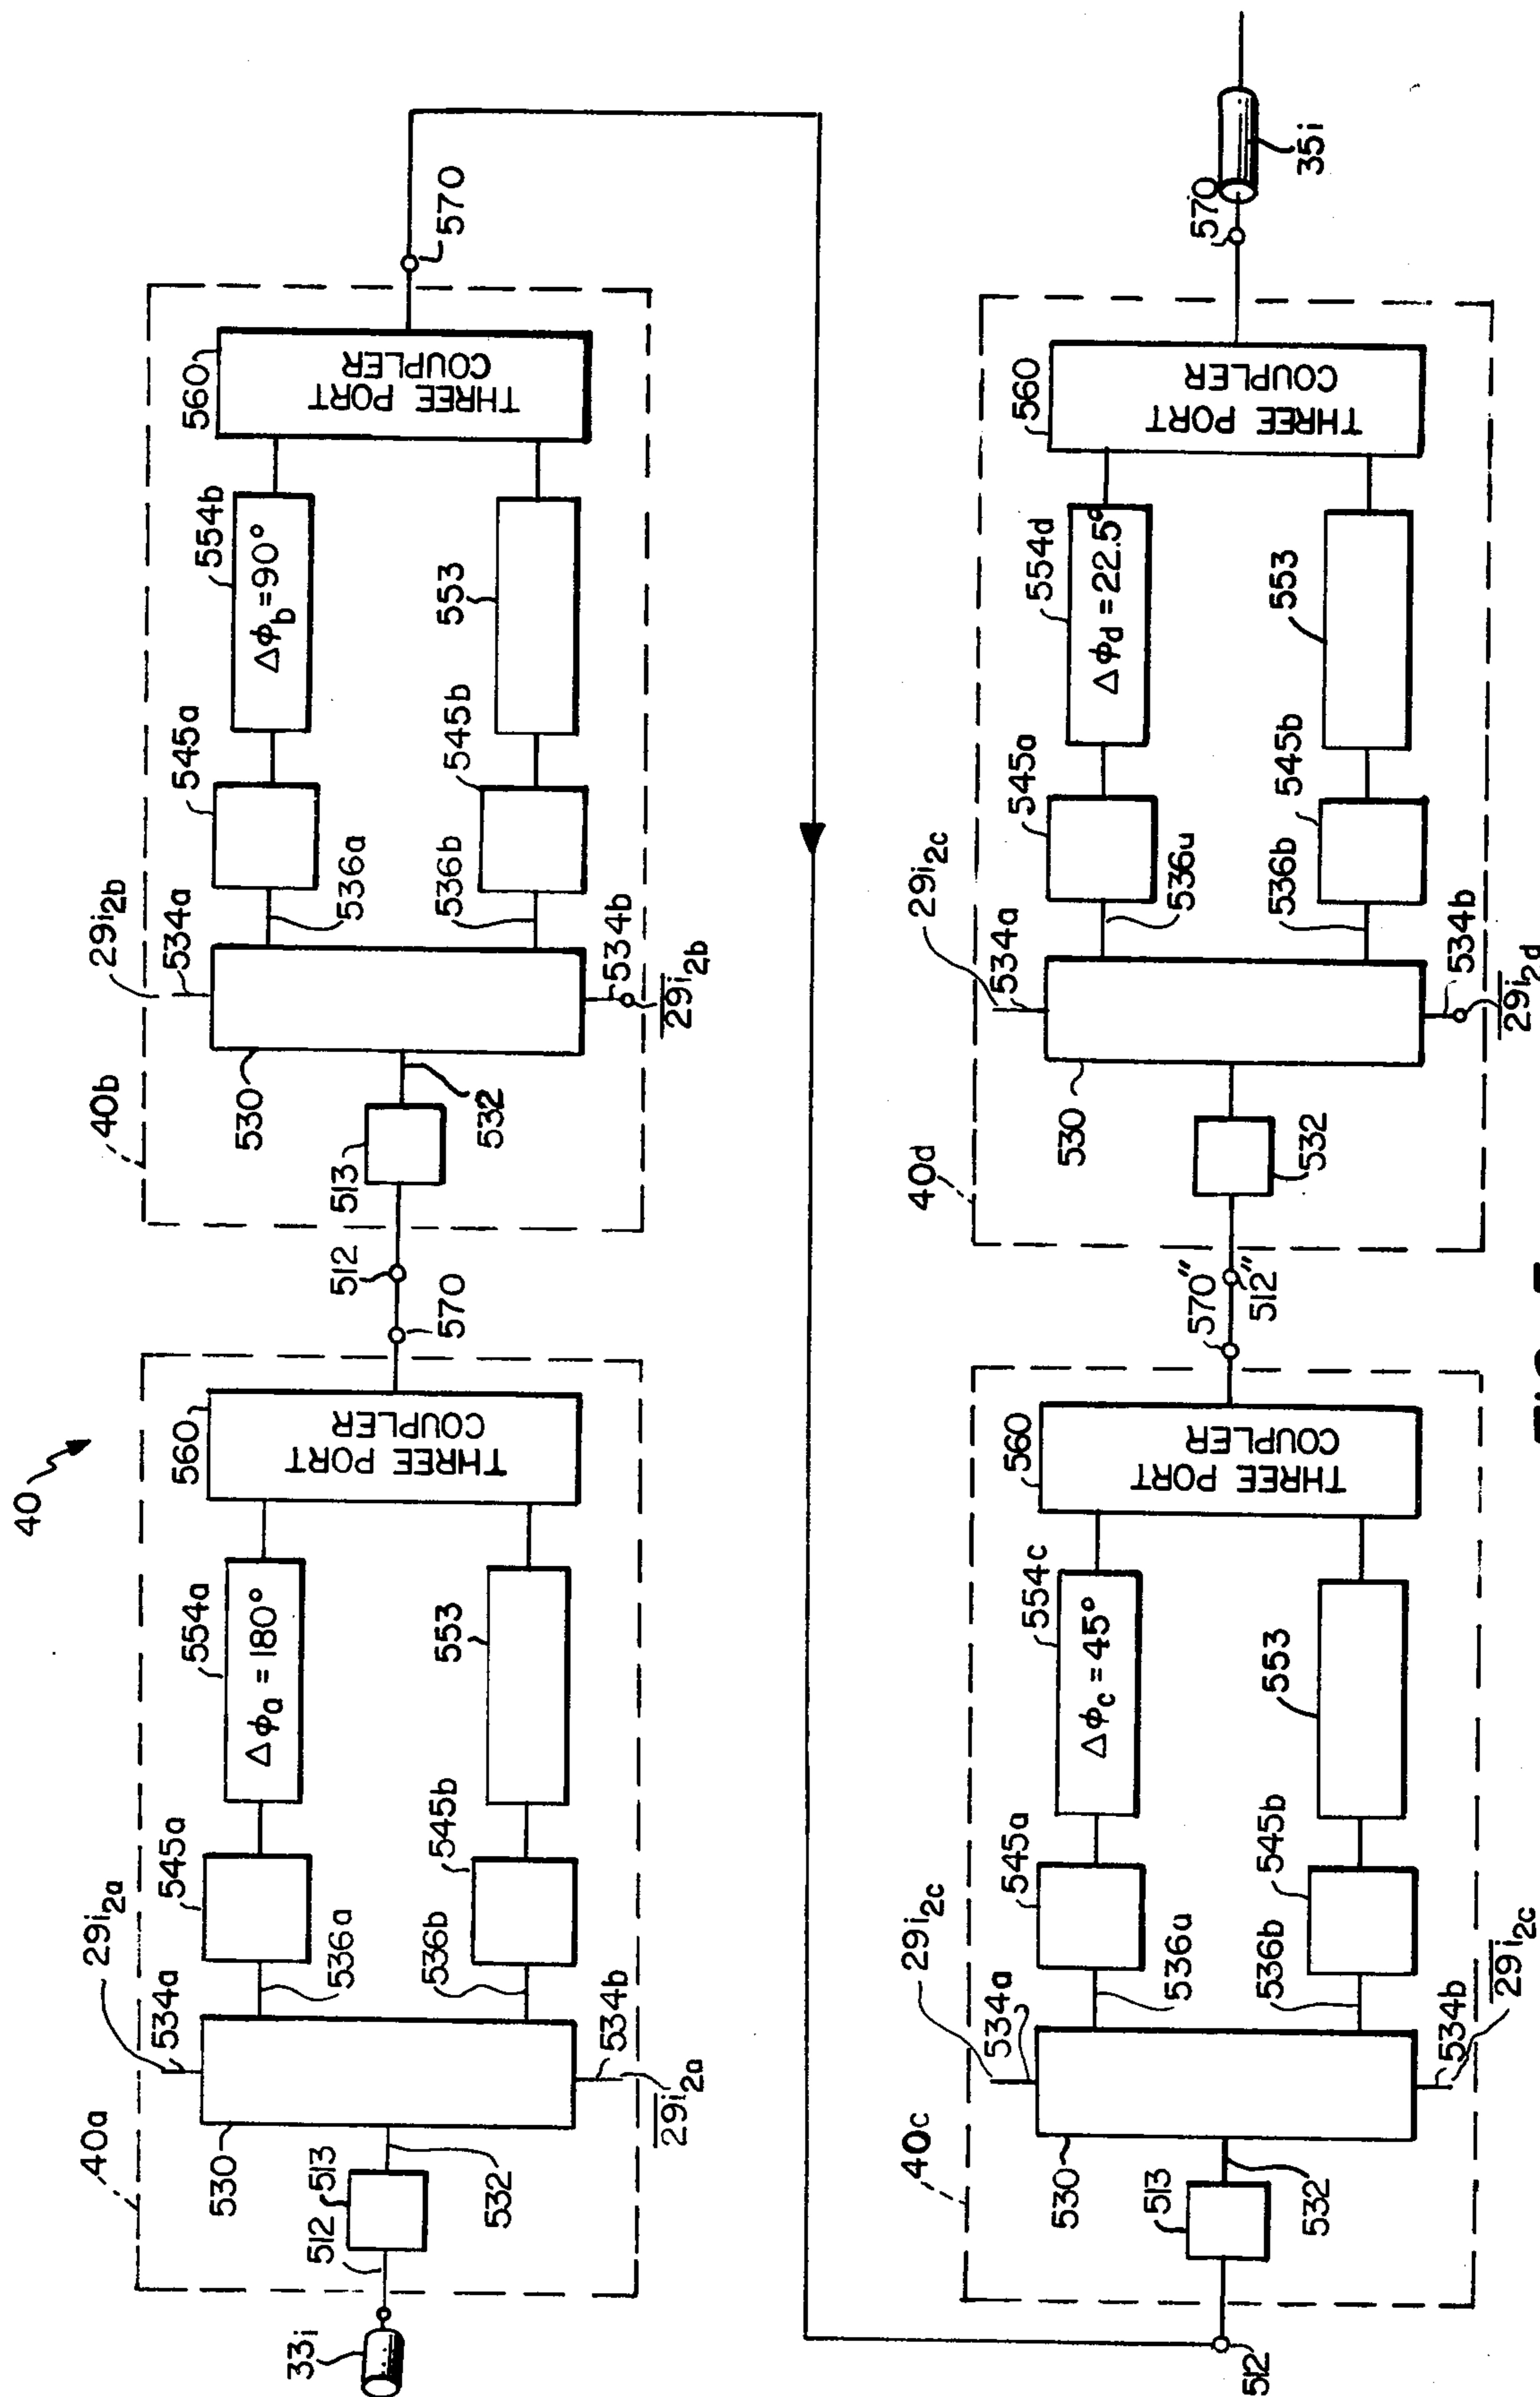 40
40a
33i
512
513
532
530
29i2a
534a
534b
29i2a
536a
536b
545a
545b
554a
Δϕa = 180°
553
560
THREE PORT
COUPLER
570
512
40b
513
532
530
29i2b
534a
534b
29i2b
536a
536b
545a
545b
554b
Δϕb = 90°
553
560
THREE PORT
COUPLER
570
40c
512
513
532
530
29i2c
534a
534b
29i2c
536a
536b
545a
545b
554c
Δϕc = 45°
553
560
THREE PORT
COUPLER
570"
512"
40d
532
530
29i2c
534a
534b
29i2d
536a
536b
545a
545b
554d
Δϕd = 22.5°
553
560
THREE PORT
COUPLER
570
35i